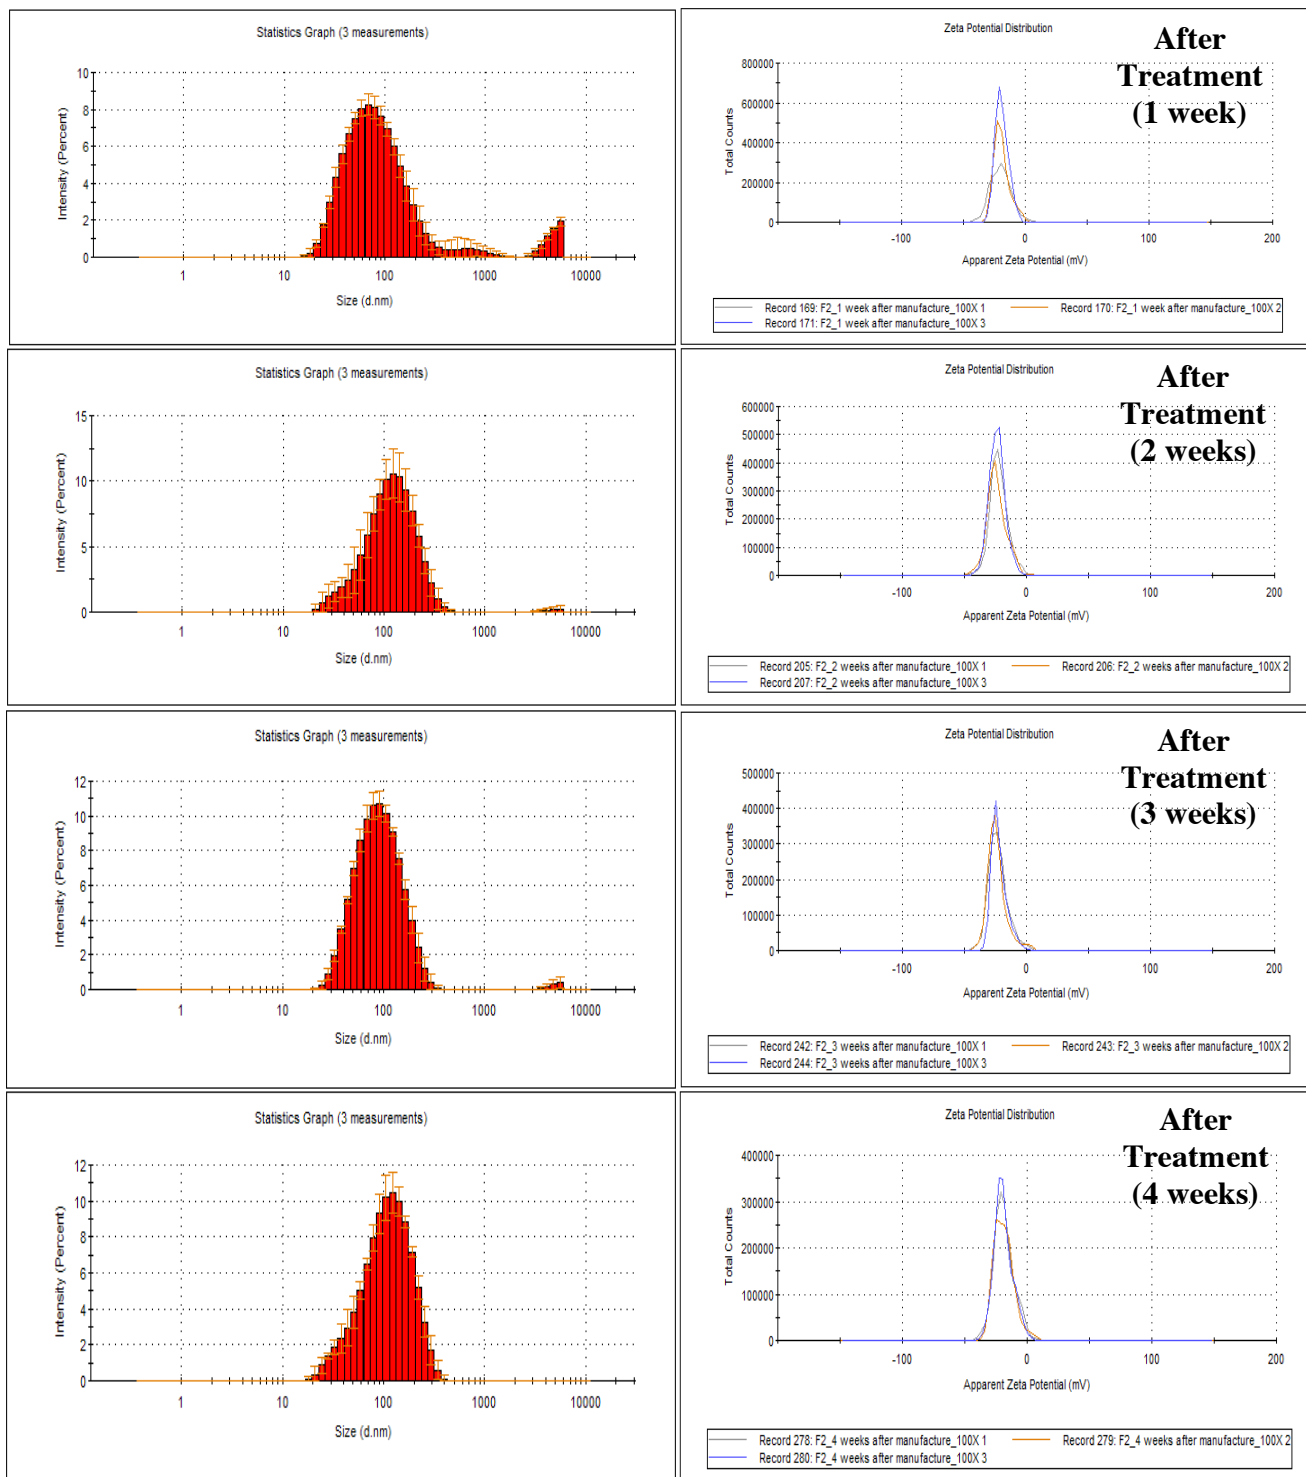 Statistics Graph (3 measurements)
10
8
6
4
2
0
Intensity (Percent)
1 10 100 1000 10000
Size (d.nm)
Zeta Potential Distribution
After
Treatment
(1 week)
800000
600000
400000
200000
0
Total Counts
-100 0 100 200
Apparent Zeta Potential (mV)
Record 169: F2_1 week after manufacture_100X 1 Record 170: F2_1 week after manufacture_100X 2
Record 171: F2_1 week after manufacture_100X 3
Statistics Graph (3 measurements)
15
10
5
0
Intensity (Percent)
1 10 100 1000 10000
Size (d.nm)
Zeta Potential Distribution
After
Treatment
(2 weeks)
600000
500000
400000
300000
200000
100000
0
Total Counts
-100 0 100 200
Apparent Zeta Potential (mV)
Record 205: F2_2 weeks after manufacture_100X 1 Record 206: F2_2 weeks after manufacture_100X 2
Record 207: F2_2 weeks after manufacture_100X 3
Statistics Graph (3 measurements)
12
10
8
6
4
2
0
Intensity (Percent)
1 10 100 1000 10000
Size (d.nm)
Zeta Potential Distribution
After
Treatment
(3 weeks)
500000
400000
300000
200000
100000
0
Total Counts
-100 0 100 200
Apparent Zeta Potential (mV)
Record 242: F2_3 weeks after manufacture_100X 1 Record 243: F2_3 weeks after manufacture_100X 2
Record 244: F2_3 weeks after manufacture_100X 3
Statistics Graph (3 measurements)
12
10
8
6
4
2
0
Intensity (Percent)
1 10 100 1000 10000
Size (d.nm)
Zeta Potential Distribution
After
Treatment
(4 weeks)
400000
300000
200000
100000
0
Total Counts
-100 0 100 200
Apparent Zeta Potential (mV)
Record 278: F2_4 weeks after manufacture_100X 1 Record 279: F2_4 weeks after manufacture_100X 2
Record 280: F2_4 weeks after manufacture_100X 3